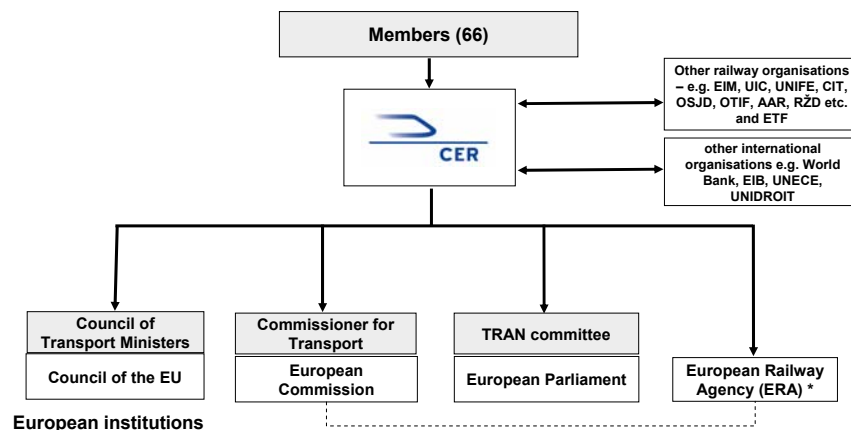 Members (66)
Other railway organisations
– e.g. EIM, UIC, UNIFE, CIT,
OSJD, OTIF, AAR, RŽD etc.
and ETF
CER
other international
organisations e.g. World
Bank, EIB, UNECE,
UNIDROIT
Council of
Transport Ministers
Council of the EU
Commissioner for
Transport
European
Commission
TRAN committee
European Parliament
European Railway
Agency (ERA) *
European institutions